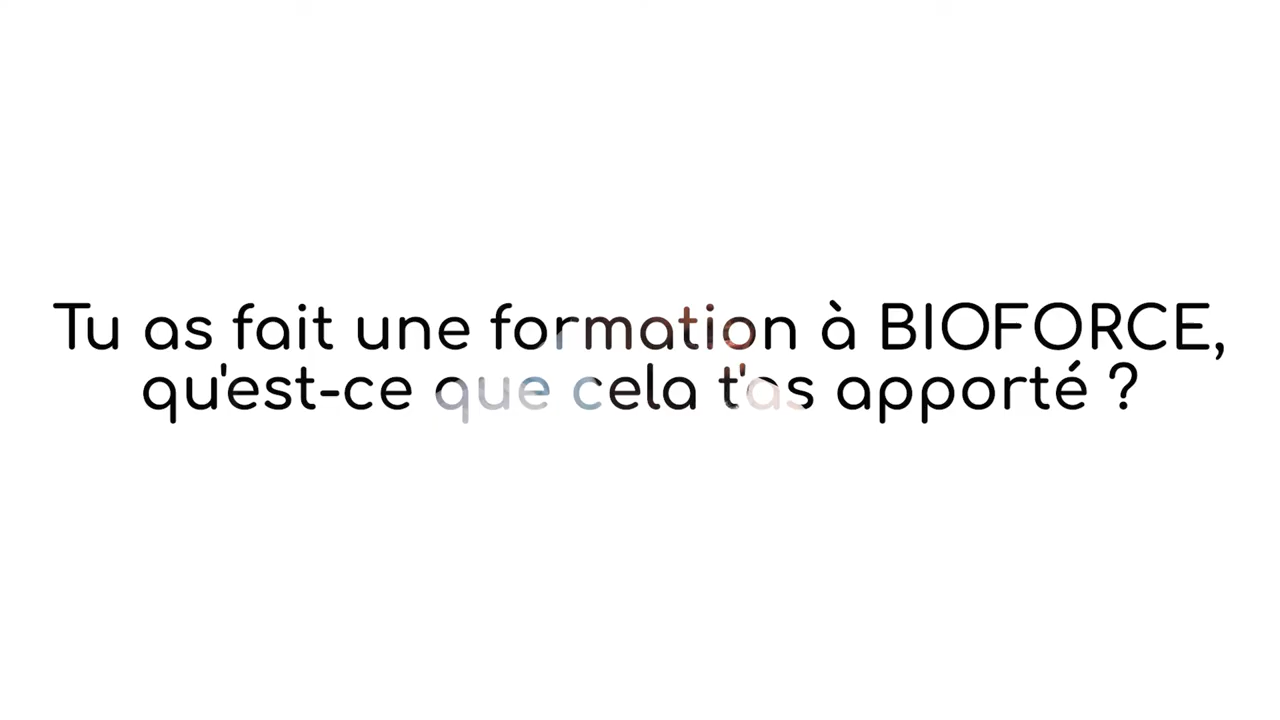 Tu as fait une formation à BIOFORCE,
qu'est-ce que cela t'as apporté ?